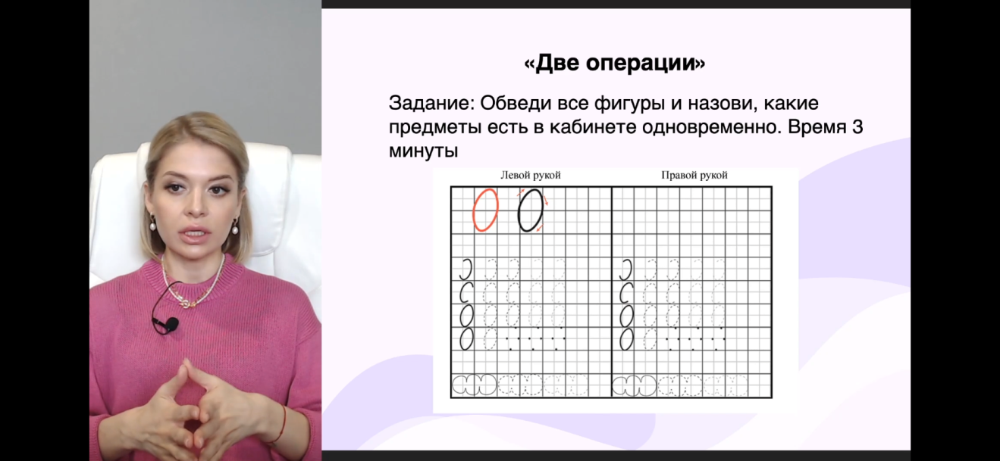 «Две операции»
Задание: Обведи все фигуры и назови, какие
предметы есть в кабинете одновременно. Время 3
минуты
Левой рукой
Правой рукой